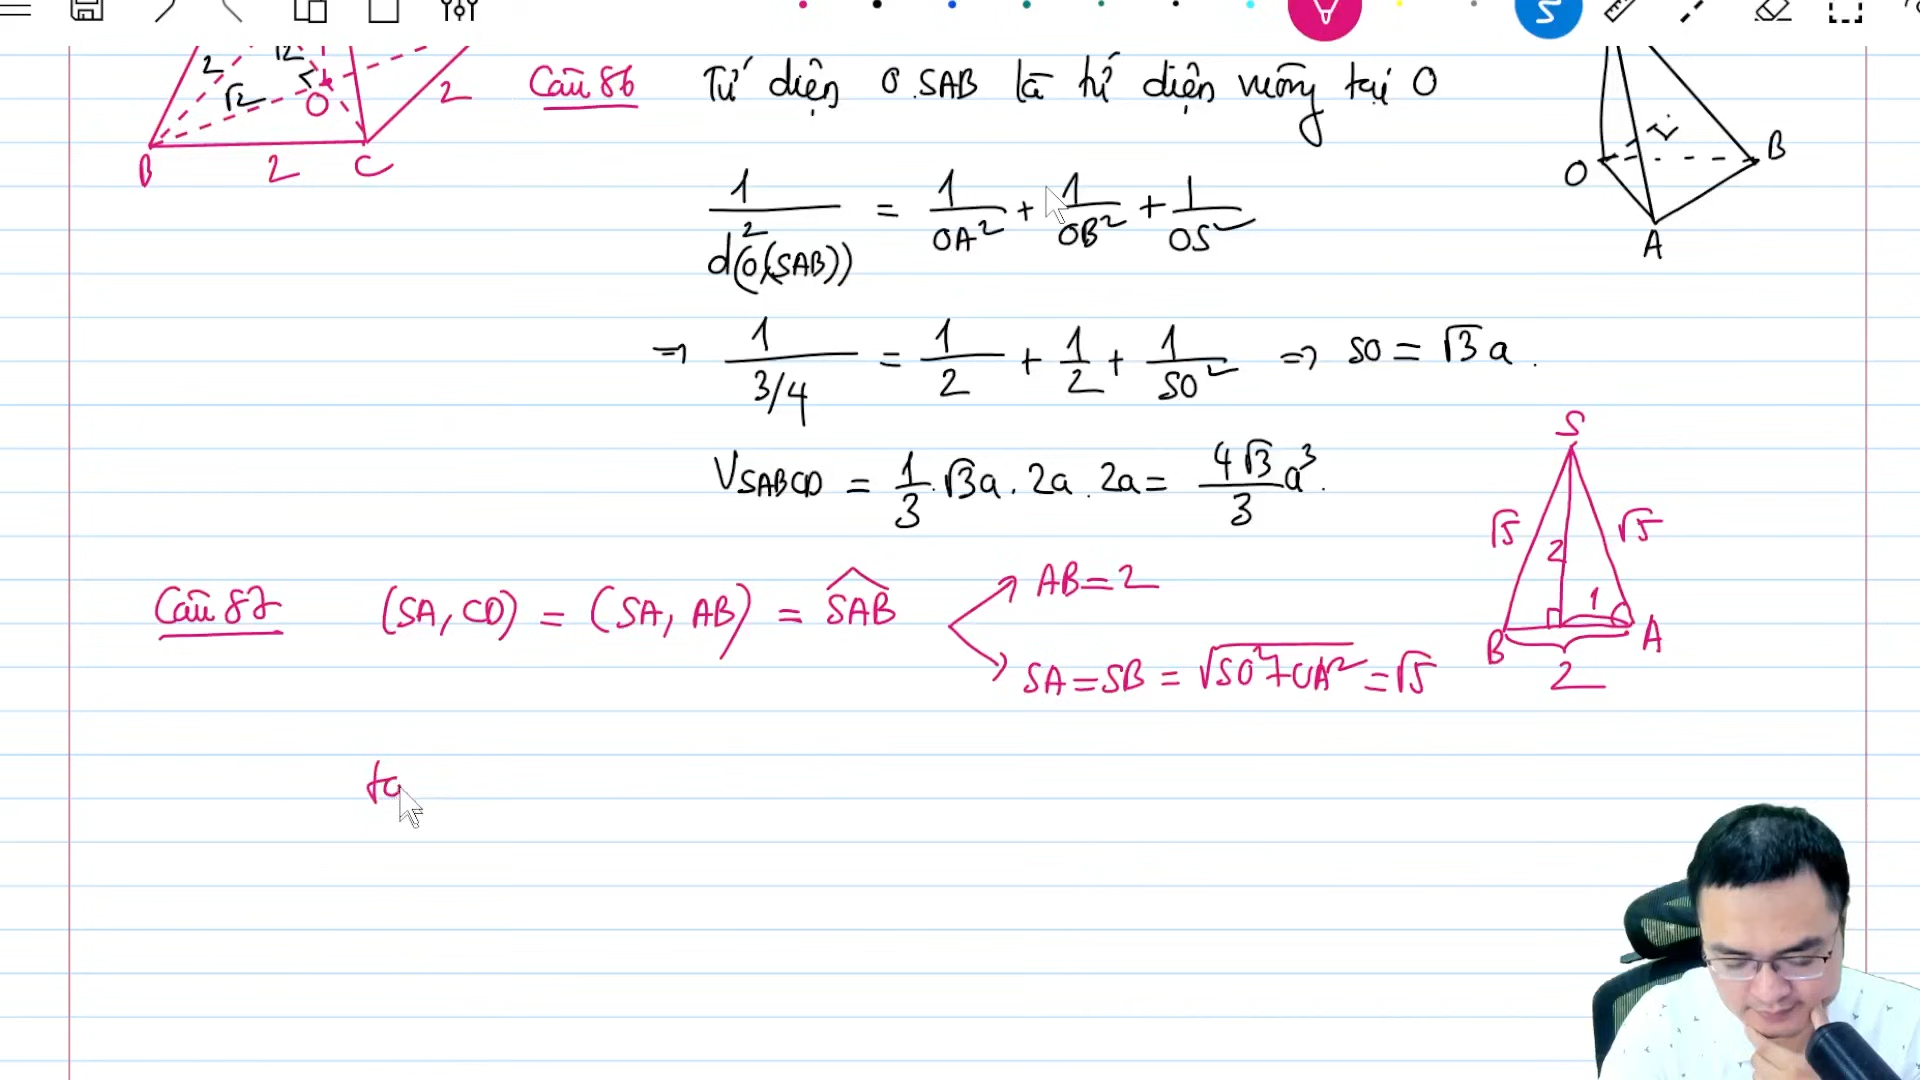 2 √2 √2 O 2 B 2 C
Câu 86 Tứ diện O.SAB là tứ diện vuông tại O
O B A
1/d²(O,(SAB)) = 1/OA² + 1/OB² + 1/OS²
=> 1/(3/4) = 1/2 + 1/2 + 1/SO² => SO = √3 a.
V SABCD = 1/3 . √3a . 2a . 2a = 4√3/3 a³.
S √5 2 √5 1 B A 2
Câu 87 (SA, CD) = (SA, AB) = SAB
AB = 2
SA = SB = √(SO² + OA²) = √5
ta